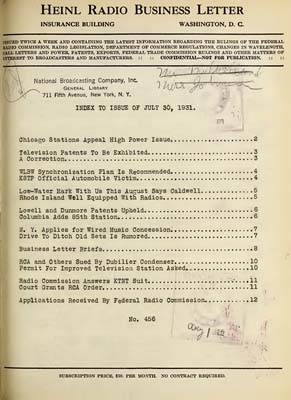 HEINL RADIO BUSINESS LETTER
INSURANCE BUILDING WASHINGTON, D. C.
ISSUED TWICE A WEEK AND CONTAINING THE LATEST INFORMATION REGARDING THE RULINGS OF THE FEDERAL
RADIO COMMISSION, RADIO LEGISLATION, DEPARTMENT OF COMMERCE REGULATIONS, CHANGES IN WAVELENGTH,
CALL LETTERS AND POWER, PATENTS, EXPORTS, FEDERAL TRADE COMMISSION RULINGS AND OTHER MATTERS OF
INTEREST TO BROADCASTERS AND MANUFACTURERS. :: :: CONFIDENTIAL—NOT FOR PUBLICATION. :: ::
National Broadcasting Company, Inc.
GENERAL LIBRARY
711 Fifth Avenue, New York, N. Y.
INDEX TO ISSUE OF JULY 30, 1931.
Chicago Stations Appeal High Power Issue....................2
Television Patents To Be Exhibited....................3
A Correction....................3
WLBW Synchronization Plan Is Recommended....................4
KSTP Official Automobile Victim....................4
Low-Water Mark With Us This August Says Caldwell....................5
Rhode Island Well Equipped With Radios....................5
Lowell and Dunmore Patents Upheld....................6
Columbia Adds 85th Station....................6
N. Y. Applies for Wired Music Concession....................7
Drive To Ditch Old Sets Is Rumored....................7
Business Letter Briefs....................8
RCA and Others Sued By Dubilier Condenser....................10
Permit For Improved Television Station Asked....................10
Radio Commission Answers KTNT Suit....................11
Court Grants RCA Order....................11
Applications Received By Federal Radio Commission....................12
No. 456
Aug 1
SUBSCRIPTION PRICE, $10. PER MONTH. NO CONTRACT REQUIRED.